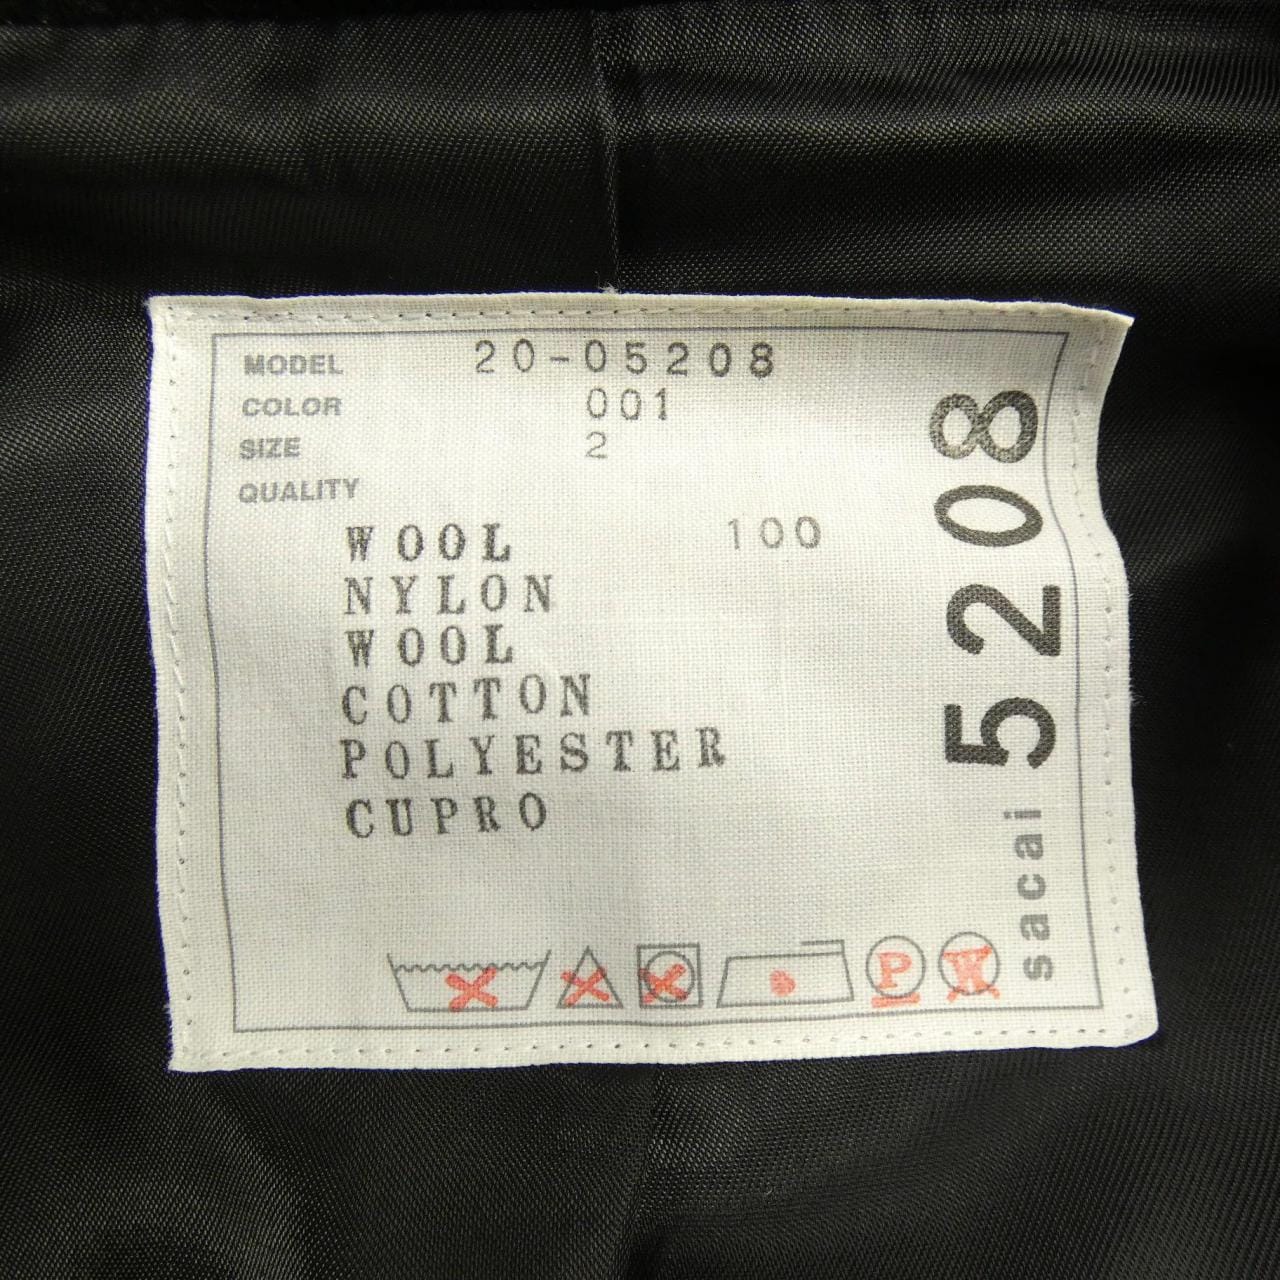 MODEL 20-05208
COLOR 001
SIZE 2
QUALITY
WOOL 100
NYLON
WOOL
COTTON
POLYESTER
CUPRO
P W
sacai 5208